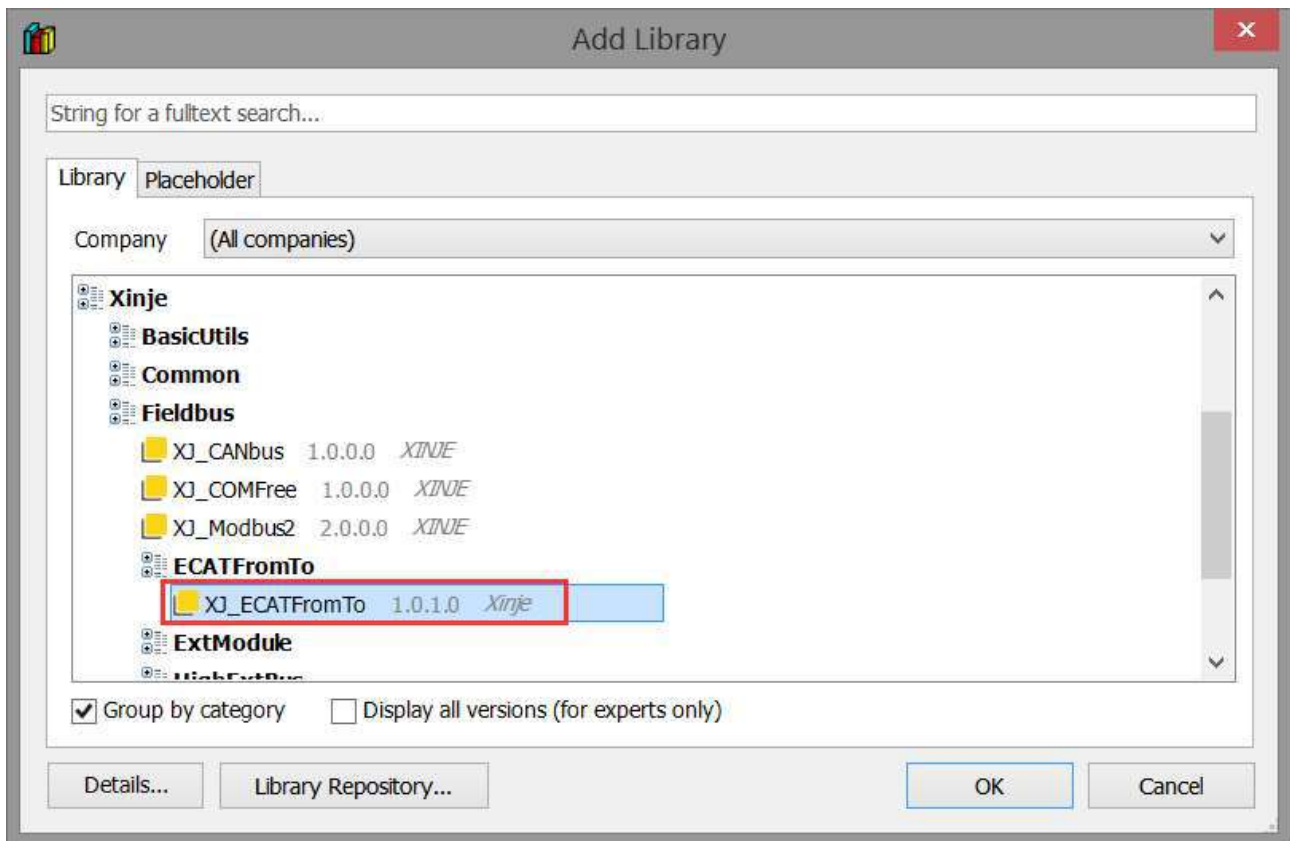 Add Library
String for a fulltext search...
Library Placeholder
Company (All companies)
Xinje
BasicUtils
Common
Fieldbus
XJ_CANbus 1.0.0.0 XINJE
XJ_COMFree 1.0.0.0 XINJE
XJ_Modbus2 2.0.0.0 XINJE
ECATFromTo
XJ_ECATFromTo 1.0.1.0 Xinje
ExtModule
HighExtBus
Group by category Display all versions (for experts only)
Details... Library Repository... OK Cancel